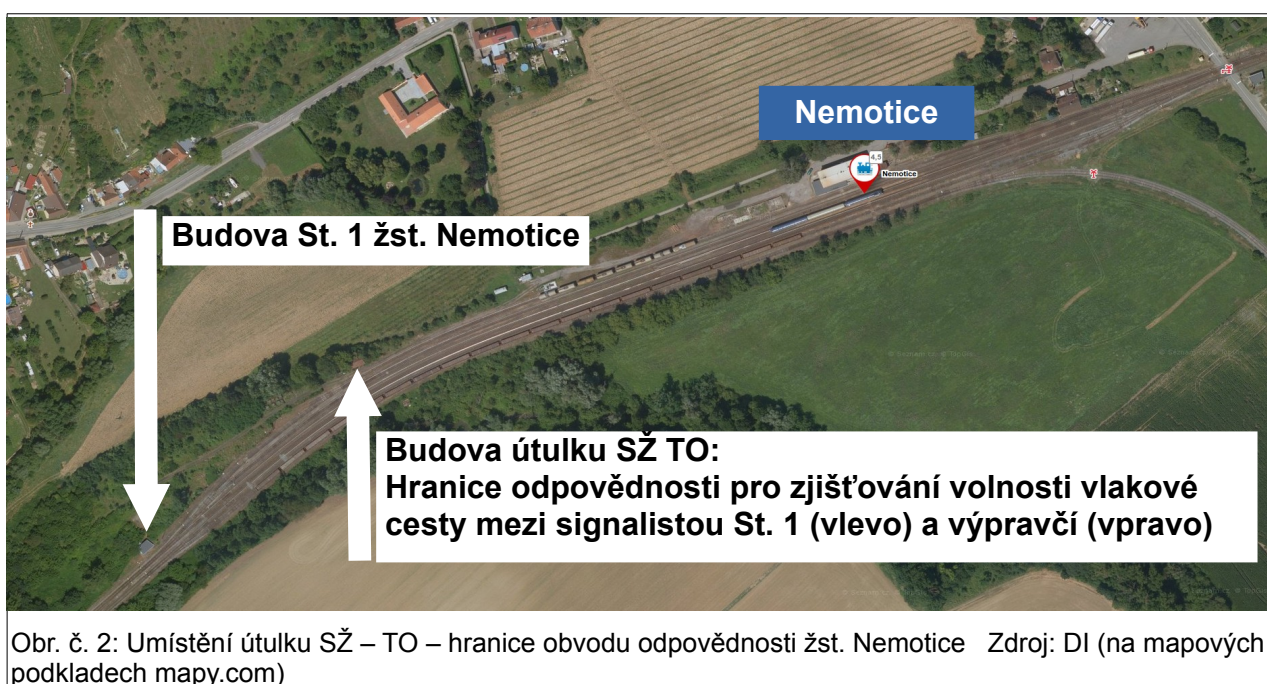 Nemotice
4,5
Nemotice
Budova St. 1 žst. Nemotice
Budova útulku SŽ TO:
Hranice odpovědnosti pro zjišťování volnosti vlakové
cesty mezi signalistou St. 1 (vlevo) a výpravčí (vpravo)
Obr. č. 2: Umístění útulku SŽ – TO – hranice obvodu odpovědnosti žst. Nemotice   Zdroj: DI (na mapových
podkladech mapy.com)